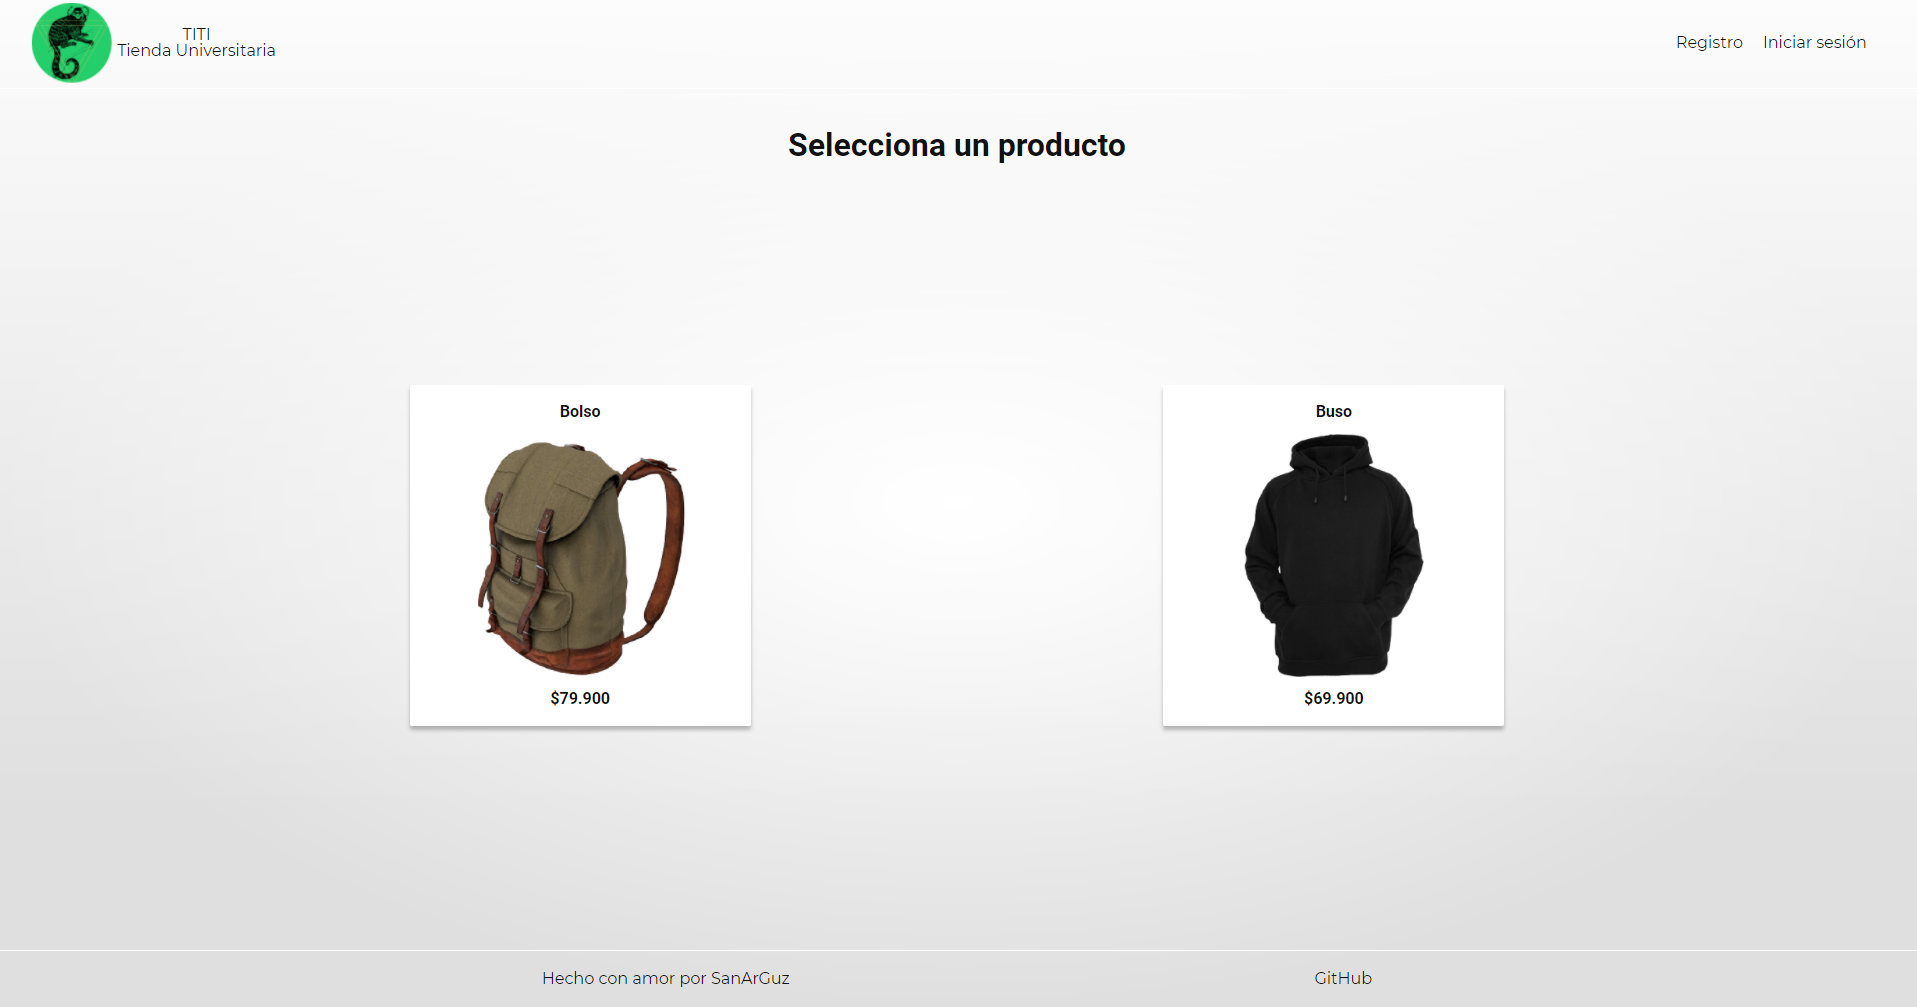 TITI
Tienda Universitaria
Registro
Iniciar sesión
Selecciona un producto
Bolso
$79.900
Buso
$69.900
Hecho con amor por SanArGuz
GitHub